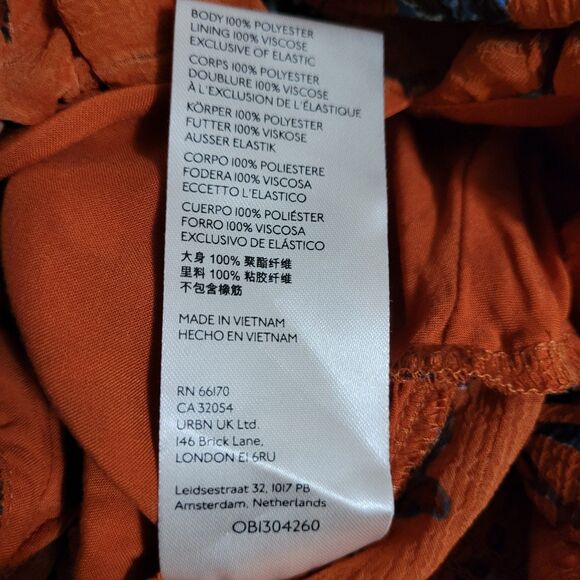 BODY 100% POLYESTER
LINING 100% VISCOSE
EXCLUSIVE OF ELASTIC
CORPS 100% POLYESTER
DOUBLURE 100% VISCOSE
À L'EXCLUSION DE L'ÉLASTIQUE
KÖRPER 100% POLYESTER
FUTTER 100% VISKOSE
AUSSER ELASTIK
CORPO 100% POLIESTERE
FODERA 100% VISCOSA
ECCETTO L'ELASTICO
CUERPO 100% POLIÉSTER
FORRO 100% VISCOSA
EXCLUSIVO DE ELÁSTICO
大身 100% 聚酯纤维
里料 100% 粘胶纤维
不包含橡筋
MADE IN VIETNAM
HECHO EN VIETNAM
RN 66170
CA 32054
URBN UK Ltd.
146 Brick Lane,
LONDON E1 6RU
Leidsestraat 32, 1017 PB
Amsterdam, Netherlands
OB1304260